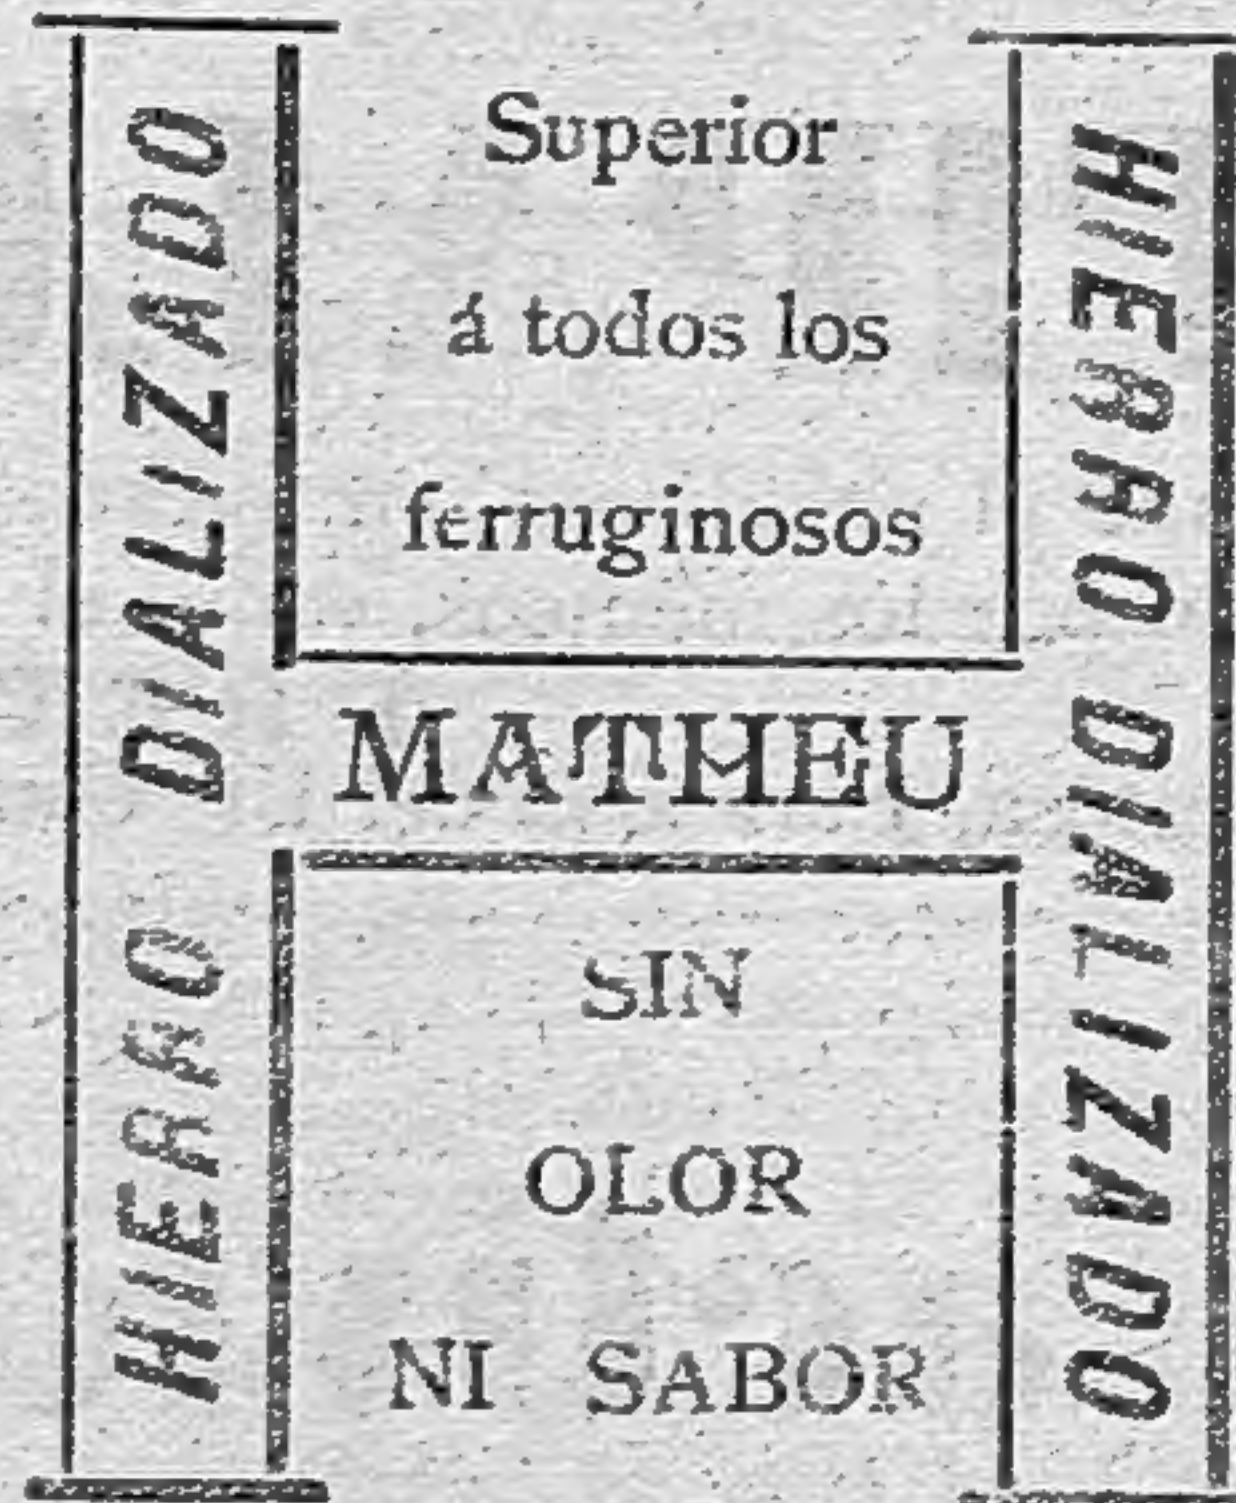 HIERRO DIALIZADO
Superior
á todos los
ferruginosos
MATHEU
SIN
OLOR
NI SABOR
HIERRO DIALIZADO